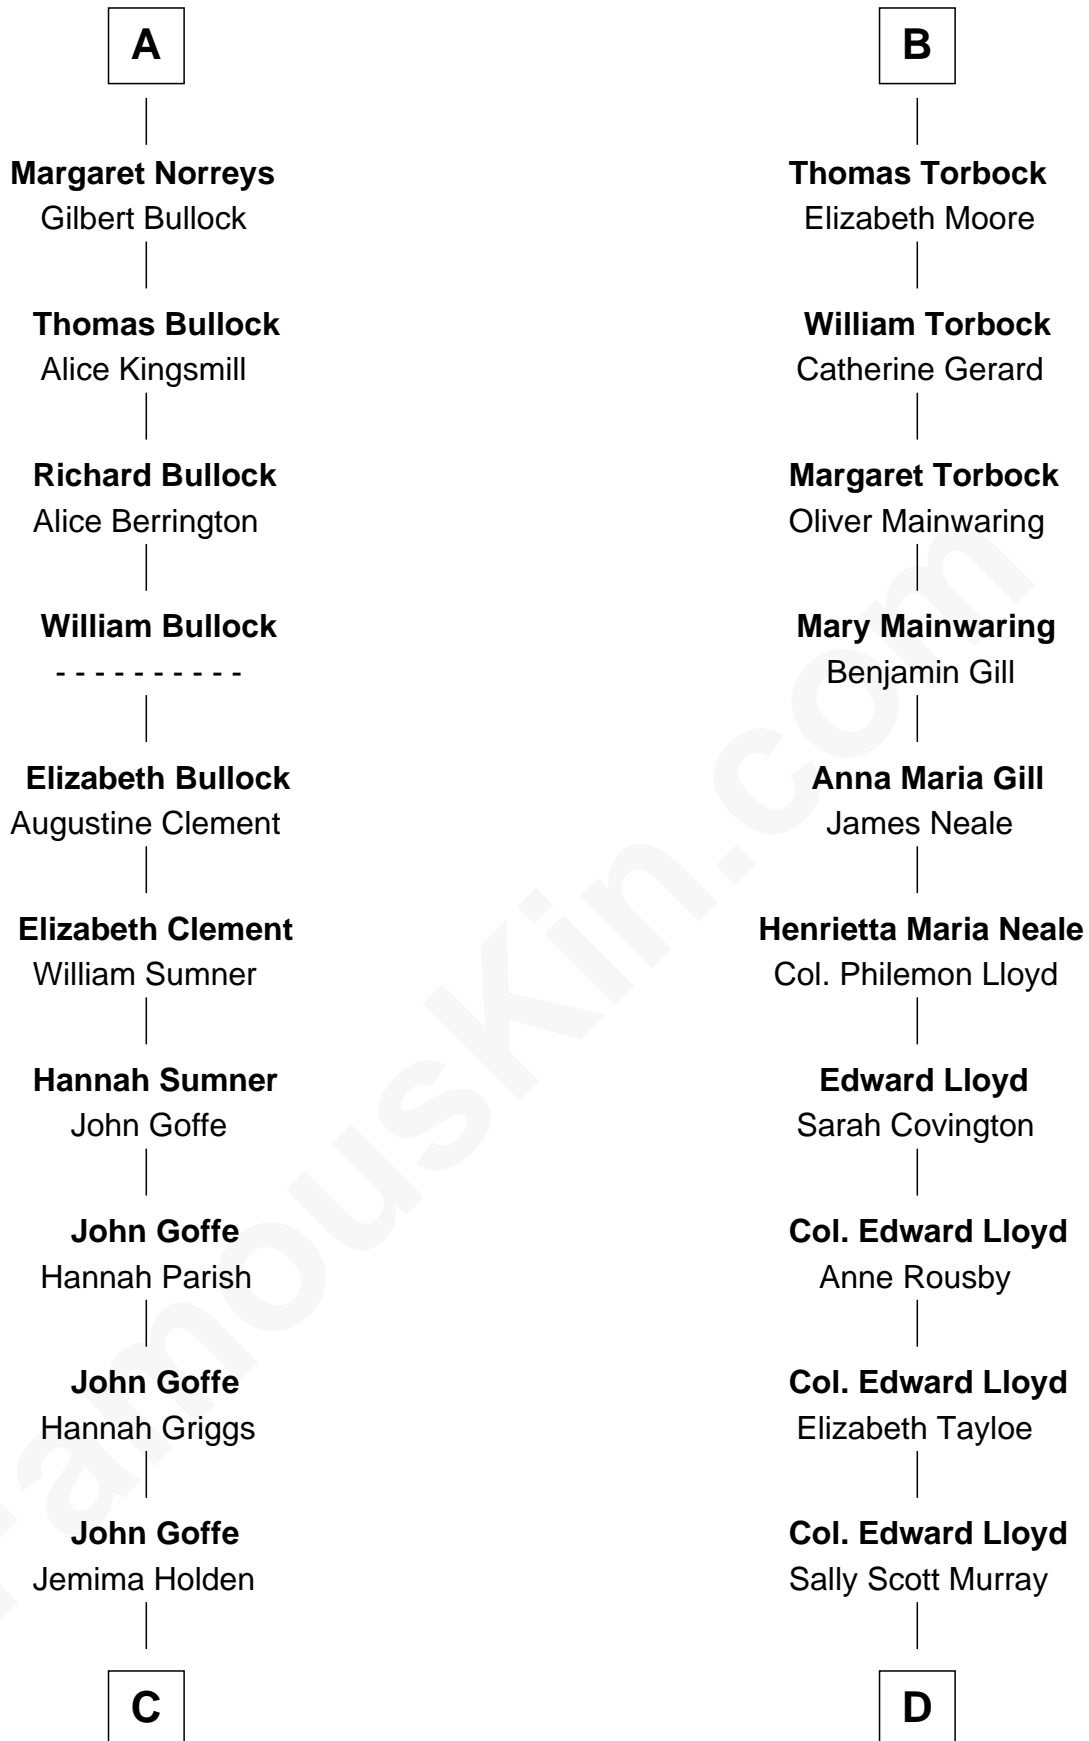 A
Margaret Norreys
Gilbert Bullock
Thomas Bullock
Alice Kingsmill
Richard Bullock
Alice Berrington
William Bullock
- - - - - - - - - -
Elizabeth Bullock
Augustine Clement
Elizabeth Clement
William Sumner
Hannah Sumner
John Goffe
John Goffe
Hannah Parish
John Goffe
Hannah Griggs
John Goffe
Jemima Holden
C
B
Thomas Torbock
Elizabeth Moore
William Torbock
Catherine Gerard
Margaret Torbock
Oliver Mainwaring
Mary Mainwaring
Benjamin Gill
Anna Maria Gill
James Neale
Henrietta Maria Neale
Col. Philemon Lloyd
Edward Lloyd
Sarah Covington
Col. Edward Lloyd
Anne Rousby
Col. Edward Lloyd
Elizabeth Tayloe
Col. Edward Lloyd
Sally Scott Murray
D
FamousKin.com